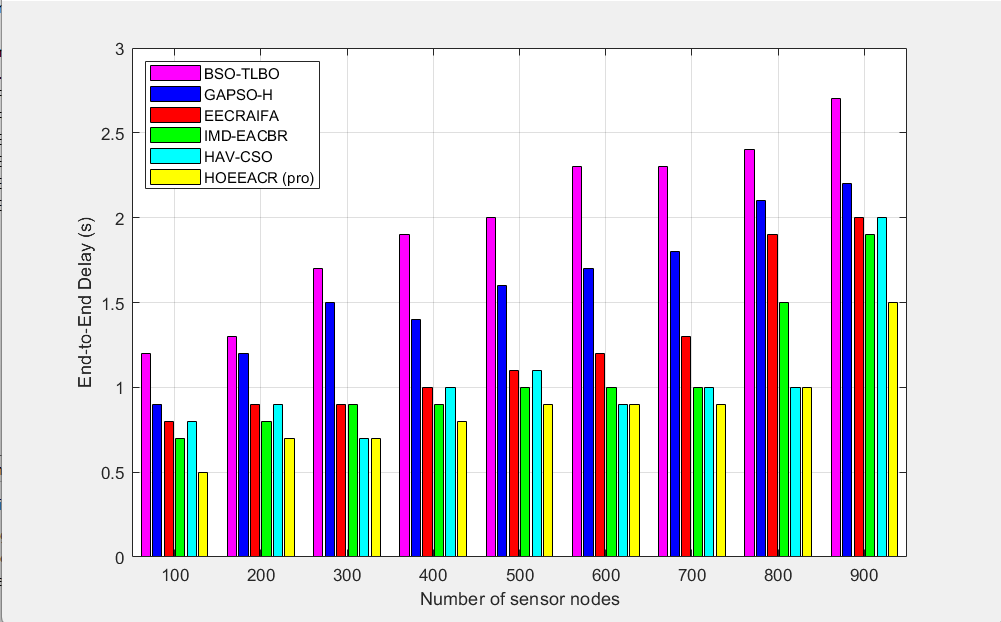 3
2.5
2
1.5
1
0.5
0
End-to-End Delay (s)
BSO-TLBO
GAPSO-H
EECRAIFA
IMD-EACBR
HAV-CSO
HOEEACR (pro)
100 200 300 400 500 600 700 800 900
Number of sensor nodes